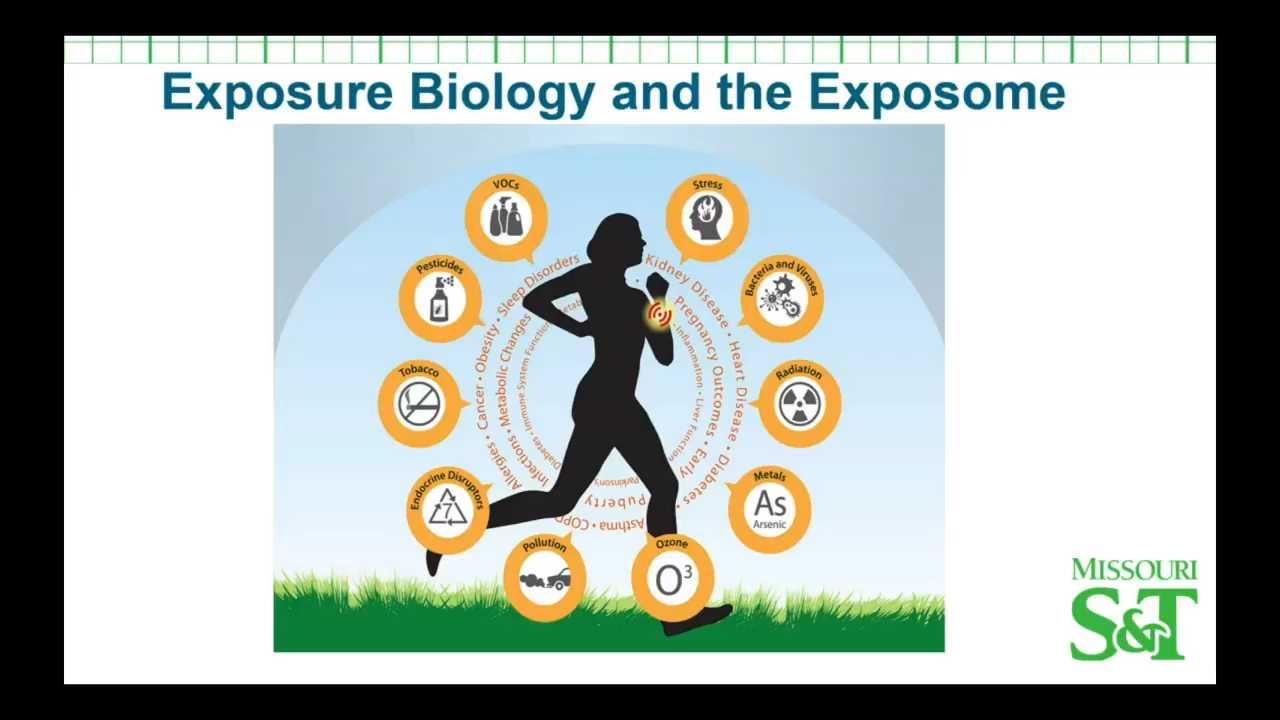 Exposure Biology and the Exposome
VOCs
Stress
Pesticides
Bacteria and Viruses
Tobacco
Radiation
Endocrine Disruptors
7
Metals
As
Arsenic
Pollution
Ozone
O³
Allergies • Cancer • Obesity • Sleep Disorders
Kidney Disease • Heart Disease • Diabetes •
Asthma • COPD
Infections • Metabolic Changes
Pregnancy Outcomes • Early
Puberty
Diabetes • Immune System Function
Inflammation • Liver Function
Parkinson's
MISSOURI
S&T